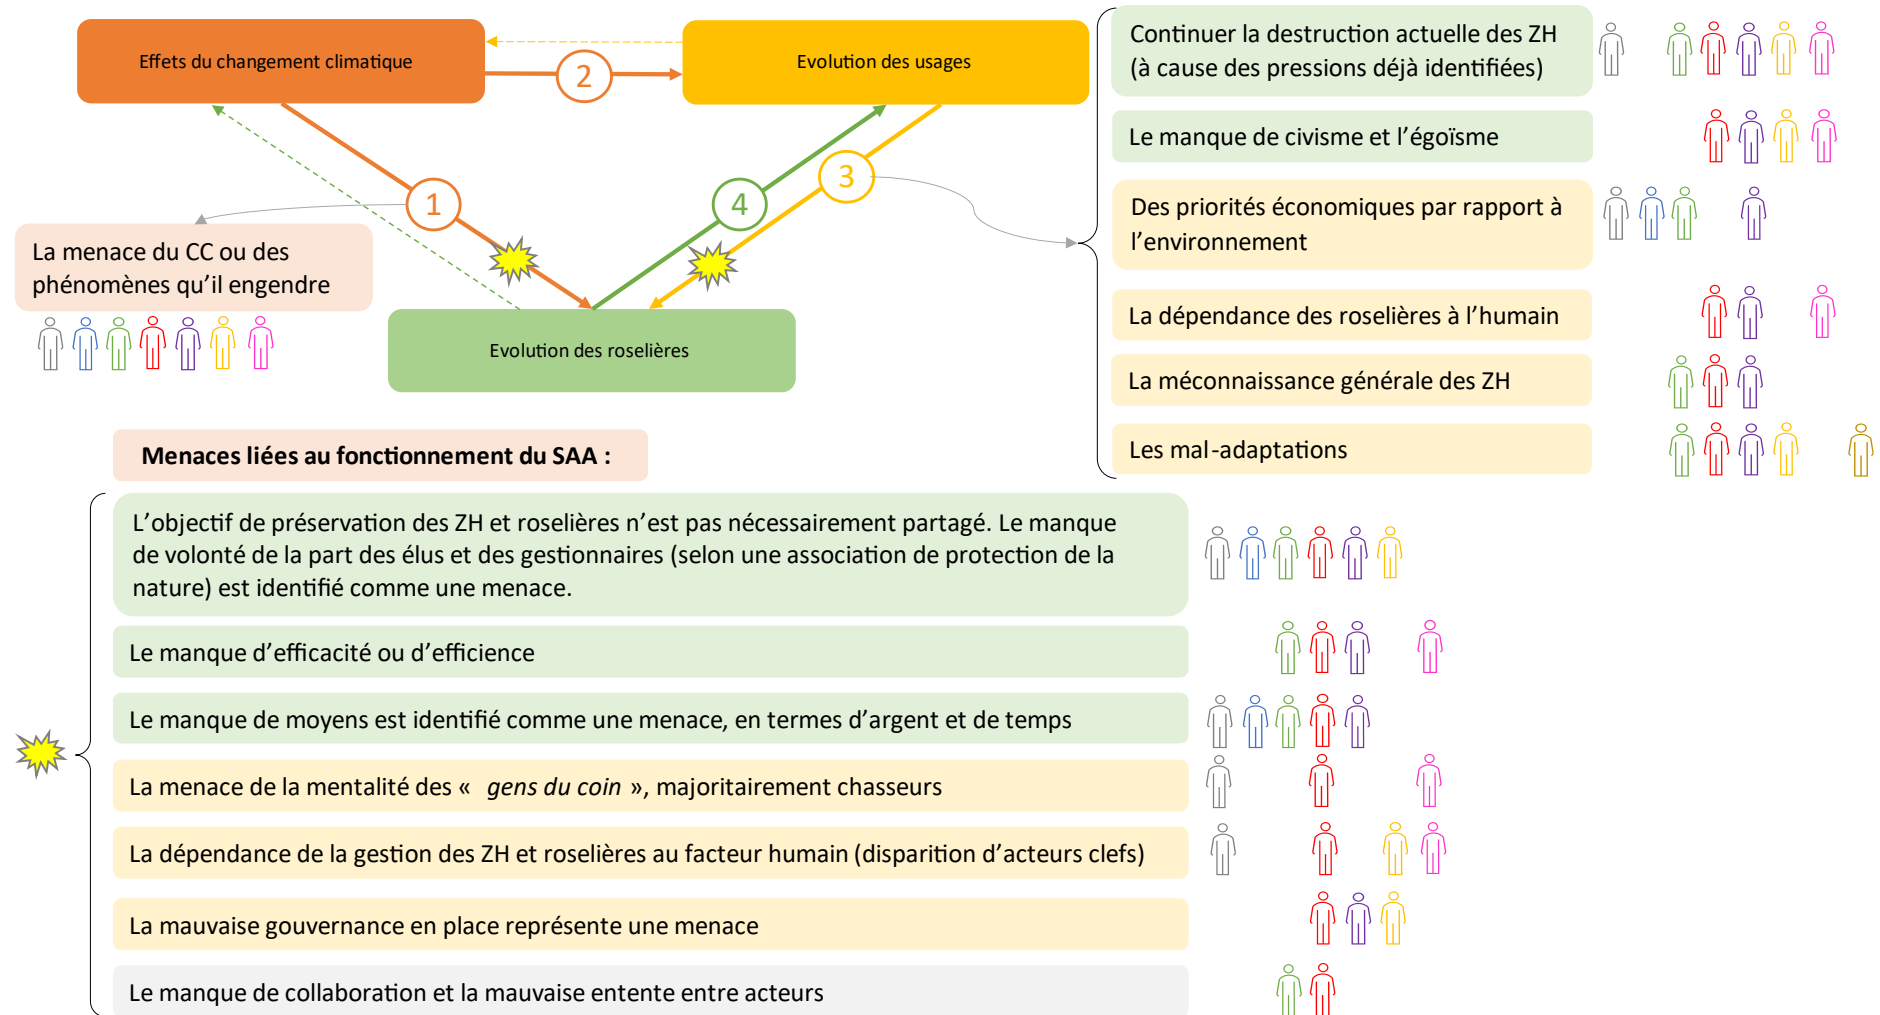 Effets du changement climatique
2
Evolution des usages
1
4
3
La menace du CC ou des
phénomènes qu'il engendre
Evolution des roselières
Continuer la destruction actuelle des ZH
(à cause des pressions déjà identifiées)
Le manque de civisme et l'égoïsme
Des priorités économiques par rapport à
l'environnement
La dépendance des roselières à l'humain
La méconnaissance générale des ZH
Les mal-adaptations
Menaces liées au fonctionnement du SAA :
L'objectif de préservation des ZH et roselières n'est pas nécessairement partagé. Le manque
de volonté de la part des élus et des gestionnaires (selon une association de protection de la
nature) est identifié comme une menace.
Le manque d'efficacité ou d'efficience
Le manque de moyens est identifié comme une menace, en termes d'argent et de temps
La menace de la mentalité des « gens du coin », majoritairement chasseurs
La dépendance de la gestion des ZH et roselières au facteur humain (disparition d'acteurs clefs)
La mauvaise gouvernance en place représente une menace
Le manque de collaboration et la mauvaise entente entre acteurs